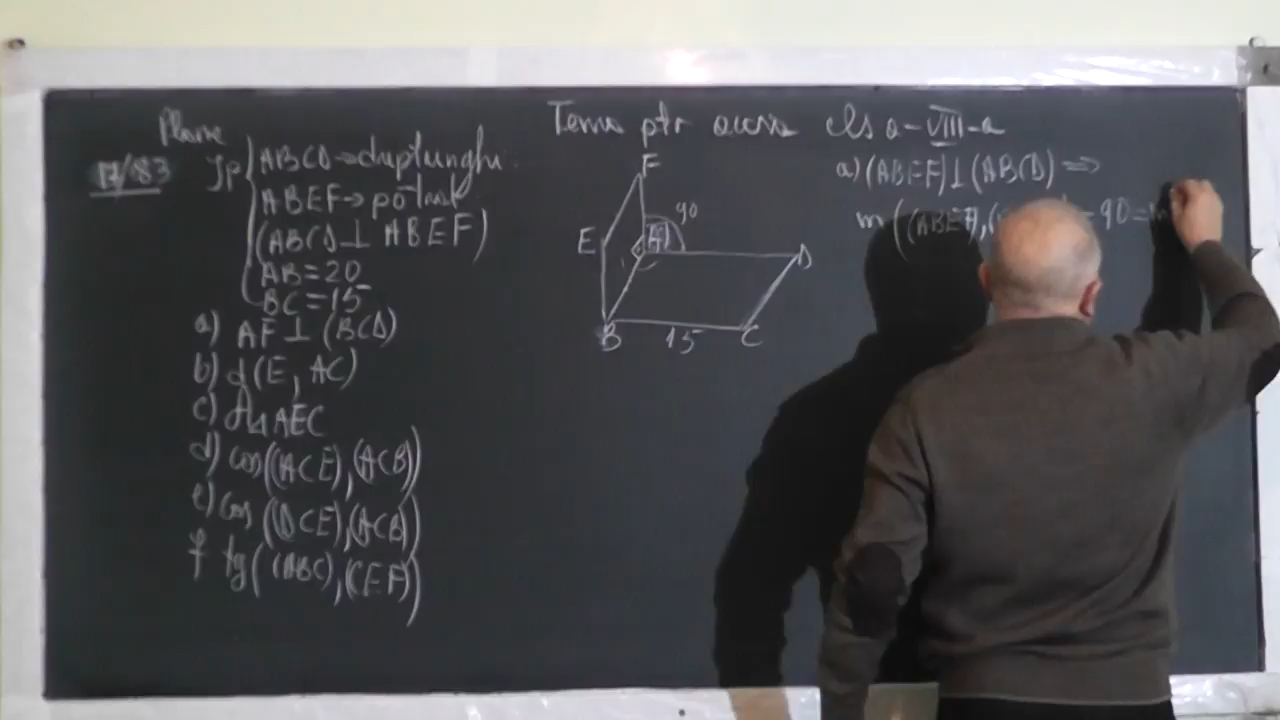 Plane
Tema ptr acasa cls a-VIII-a
17/83
Ip ABCD→dreptunghi
ABEF→pătrat
(ABCD⊥ABEF)
AB=20
BC=15
a) AF⊥(BCD)
b) d(E, AC)
c) AEC
d) cos((ACE),(ACB))
e) cos((DCE),(ACB))
f tg((ABC),(CEF))
F
90
E
A
D
B
15
C
a) (ABEF)⊥(ABCD)⇒
m((ABEF),( =90=m